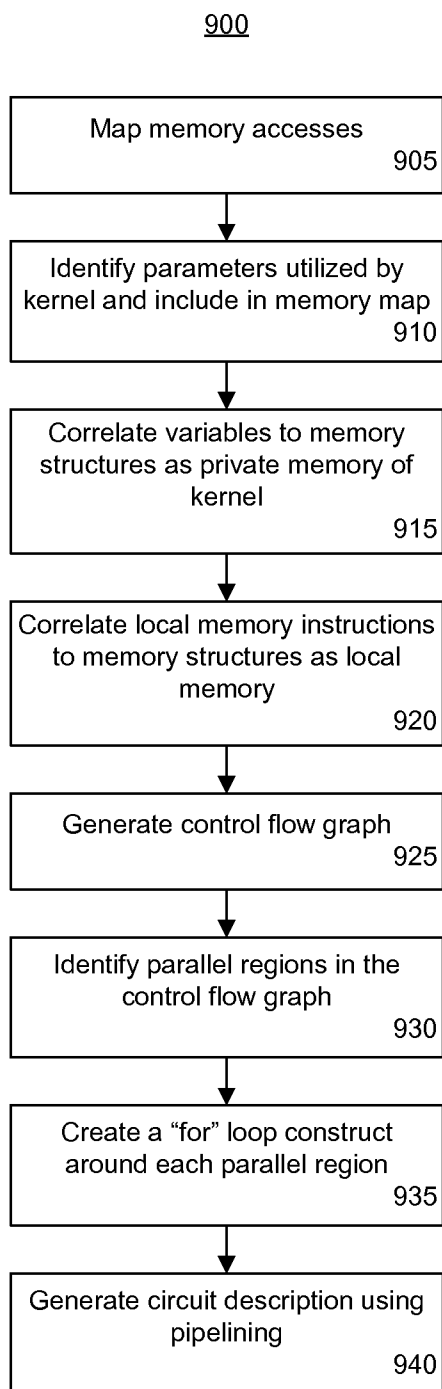 900
Map memory accesses
905
Identify parameters utilized by
kernel and include in memory map
910
Correlate variables to memory
structures as private memory of
kernel
915
Correlate local memory instructions
to memory structures as local
memory
920
Generate control flow graph
925
Identify parallel regions in the
control flow graph
930
Create a “for” loop construct
around each parallel region
935
Generate circuit description using
pipelining
940